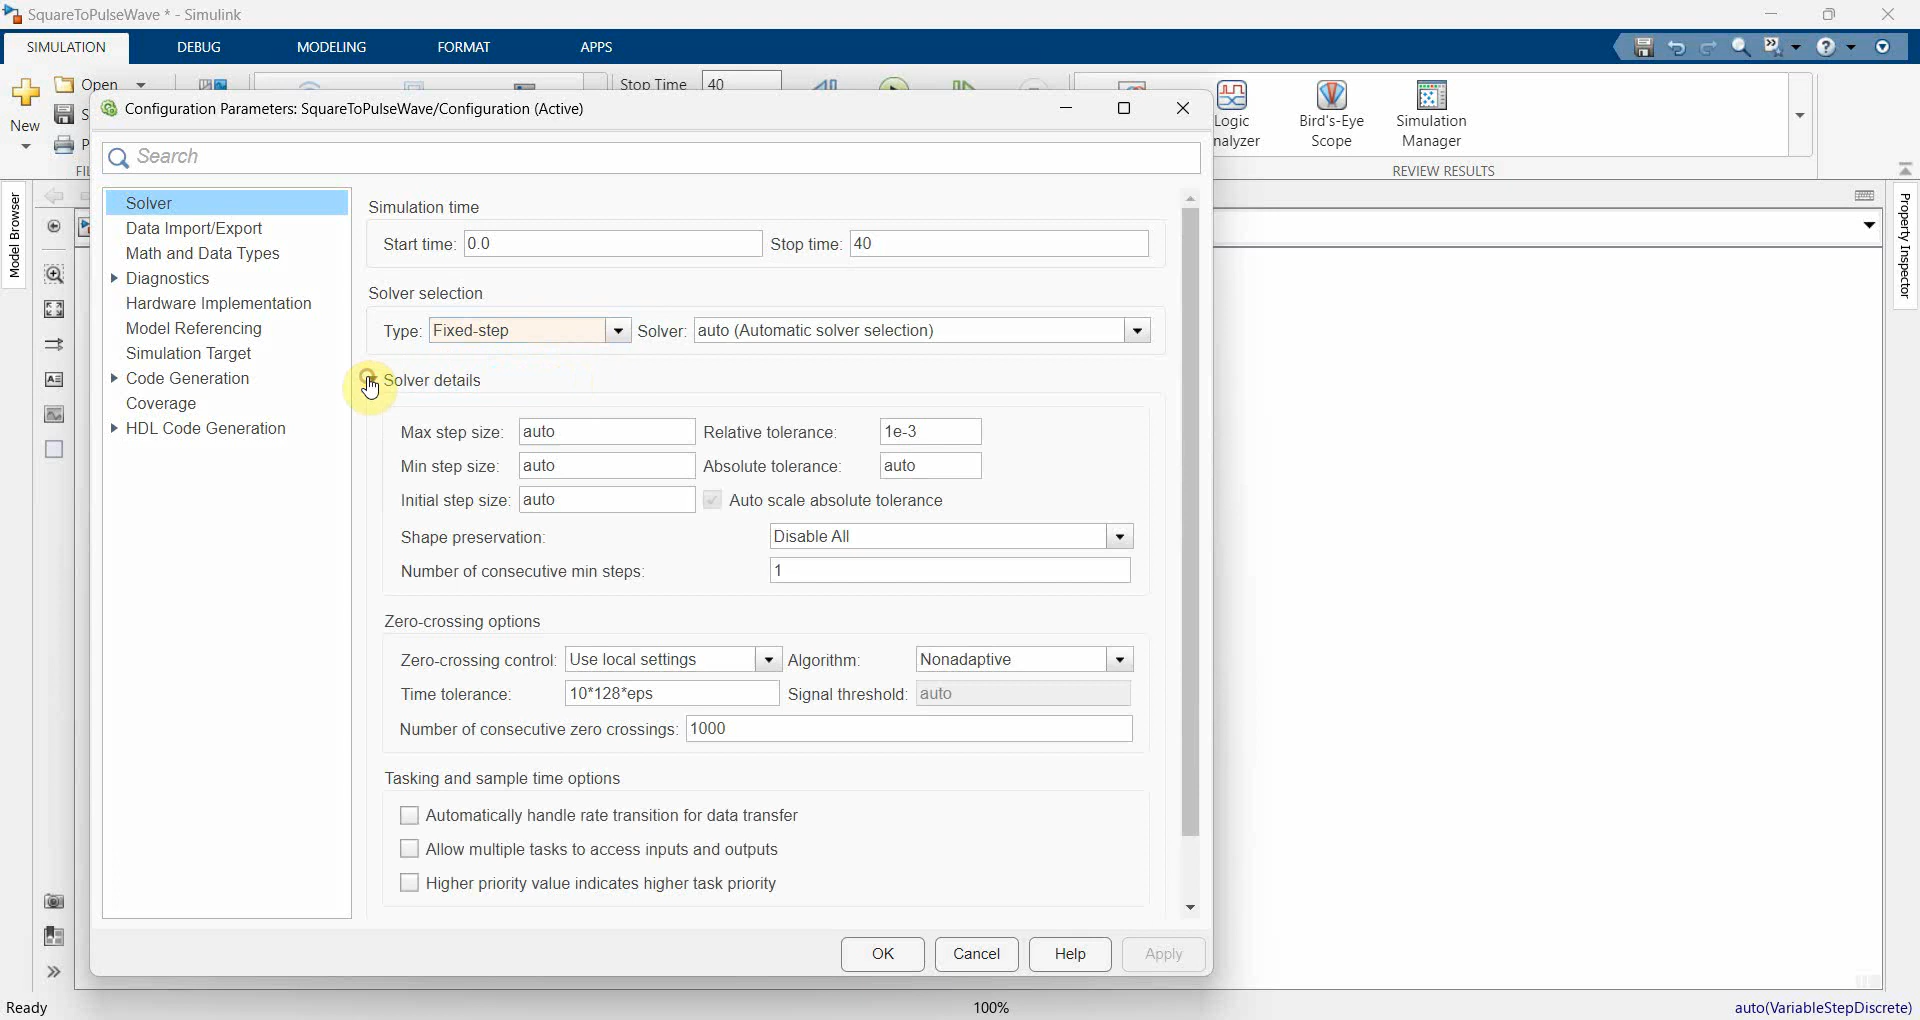 SquareToPulseWave * - Simulink
SIMULATION DEBUG MODELING FORMAT APPS
New
Open
Stop Time 40
Logic
nalyzer
Bird's-Eye
Scope
Simulation
Manager
REVIEW RESULTS
Model Browser
Property Inspector
Configuration Parameters: SquareToPulseWave/Configuration (Active)
Search
Solver
Data Import/Export
Math and Data Types
Diagnostics
Hardware Implementation
Model Referencing
Simulation Target
Code Generation
Coverage
HDL Code Generation
Simulation time
Start time: 0.0 Stop time: 40
Solver selection
Type: Fixed-step Solver: auto (Automatic solver selection)
Solver details
Max step size: auto Relative tolerance: 1e-3
Min step size: auto Absolute tolerance: auto
Initial step size: auto Auto scale absolute tolerance
Shape preservation: Disable All
Number of consecutive min steps: 1
Zero-crossing options
Zero-crossing control: Use local settings Algorithm: Nonadaptive
Time tolerance: 10*128*eps Signal threshold: auto
Number of consecutive zero crossings: 1000
Tasking and sample time options
Automatically handle rate transition for data transfer
Allow multiple tasks to access inputs and outputs
Higher priority value indicates higher task priority
OK Cancel Help Apply
Ready 100% auto(VariableStepDiscrete)